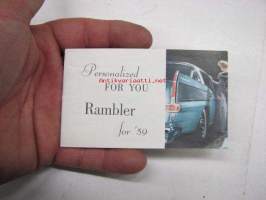 Personalized
FOR YOU
Rambler
for '59
antikvariaatti.net